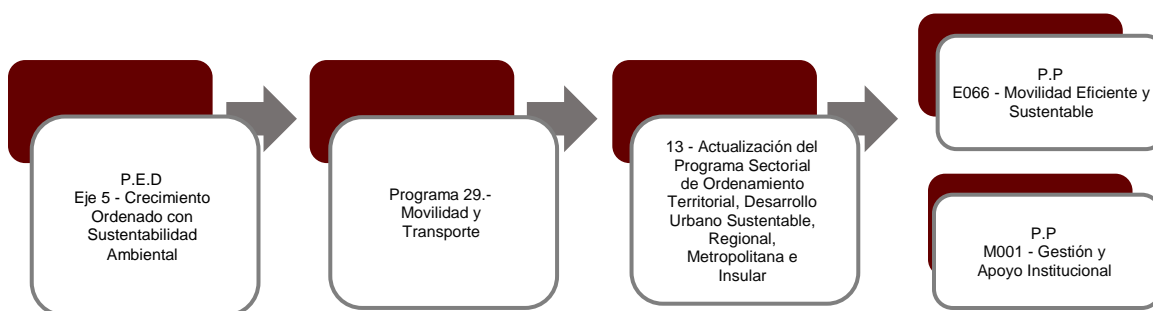 P.E.D
Eje 5 - Crecimiento
Ordenado con
Sustentabilidad
Ambiental
Programa 29.-
Movilidad y
Transporte
13 - Actualización del
Programa Sectorial
de Ordenamiento
Territorial, Desarrollo
Urbano Sustentable,
Regional,
Metropolitana e
Insular
P.P
E066 - Movilidad Eficiente y
Sustentable
P.P
M001 - Gestión y
Apoyo Institucional